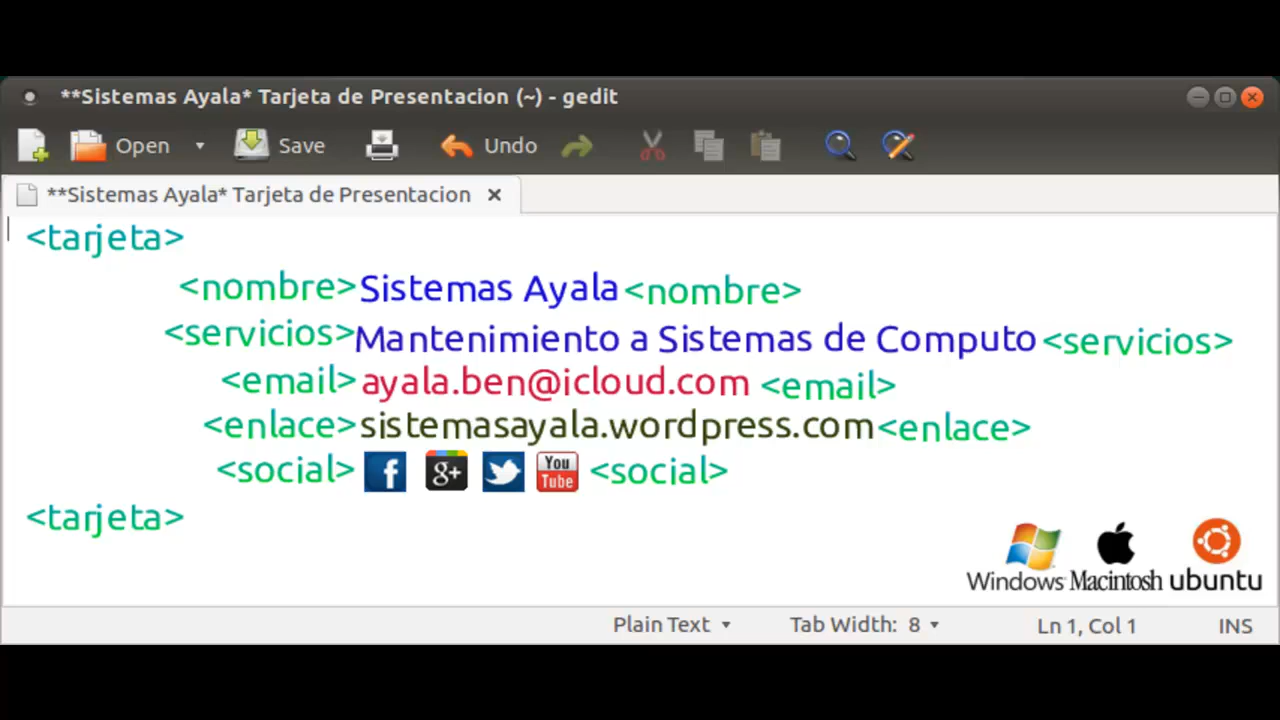 **Sistemas Ayala* Tarjeta de Presentacion (~) - gedit
Open Save Undo
**Sistemas Ayala* Tarjeta de Presentacion
<tarjeta>
<nombre>Sistemas Ayala<nombre>
<servicios>Mantenimiento a Sistemas de Computo<servicios>
<email>ayala.ben@icloud.com <email>
<enlace>sistemasayala.wordpress.com<enlace>
<social> f g+ You Tube <social>
<tarjeta>
Windows Macintosh ubuntu
Plain Text Tab Width: 8 Ln 1, Col 1 INS